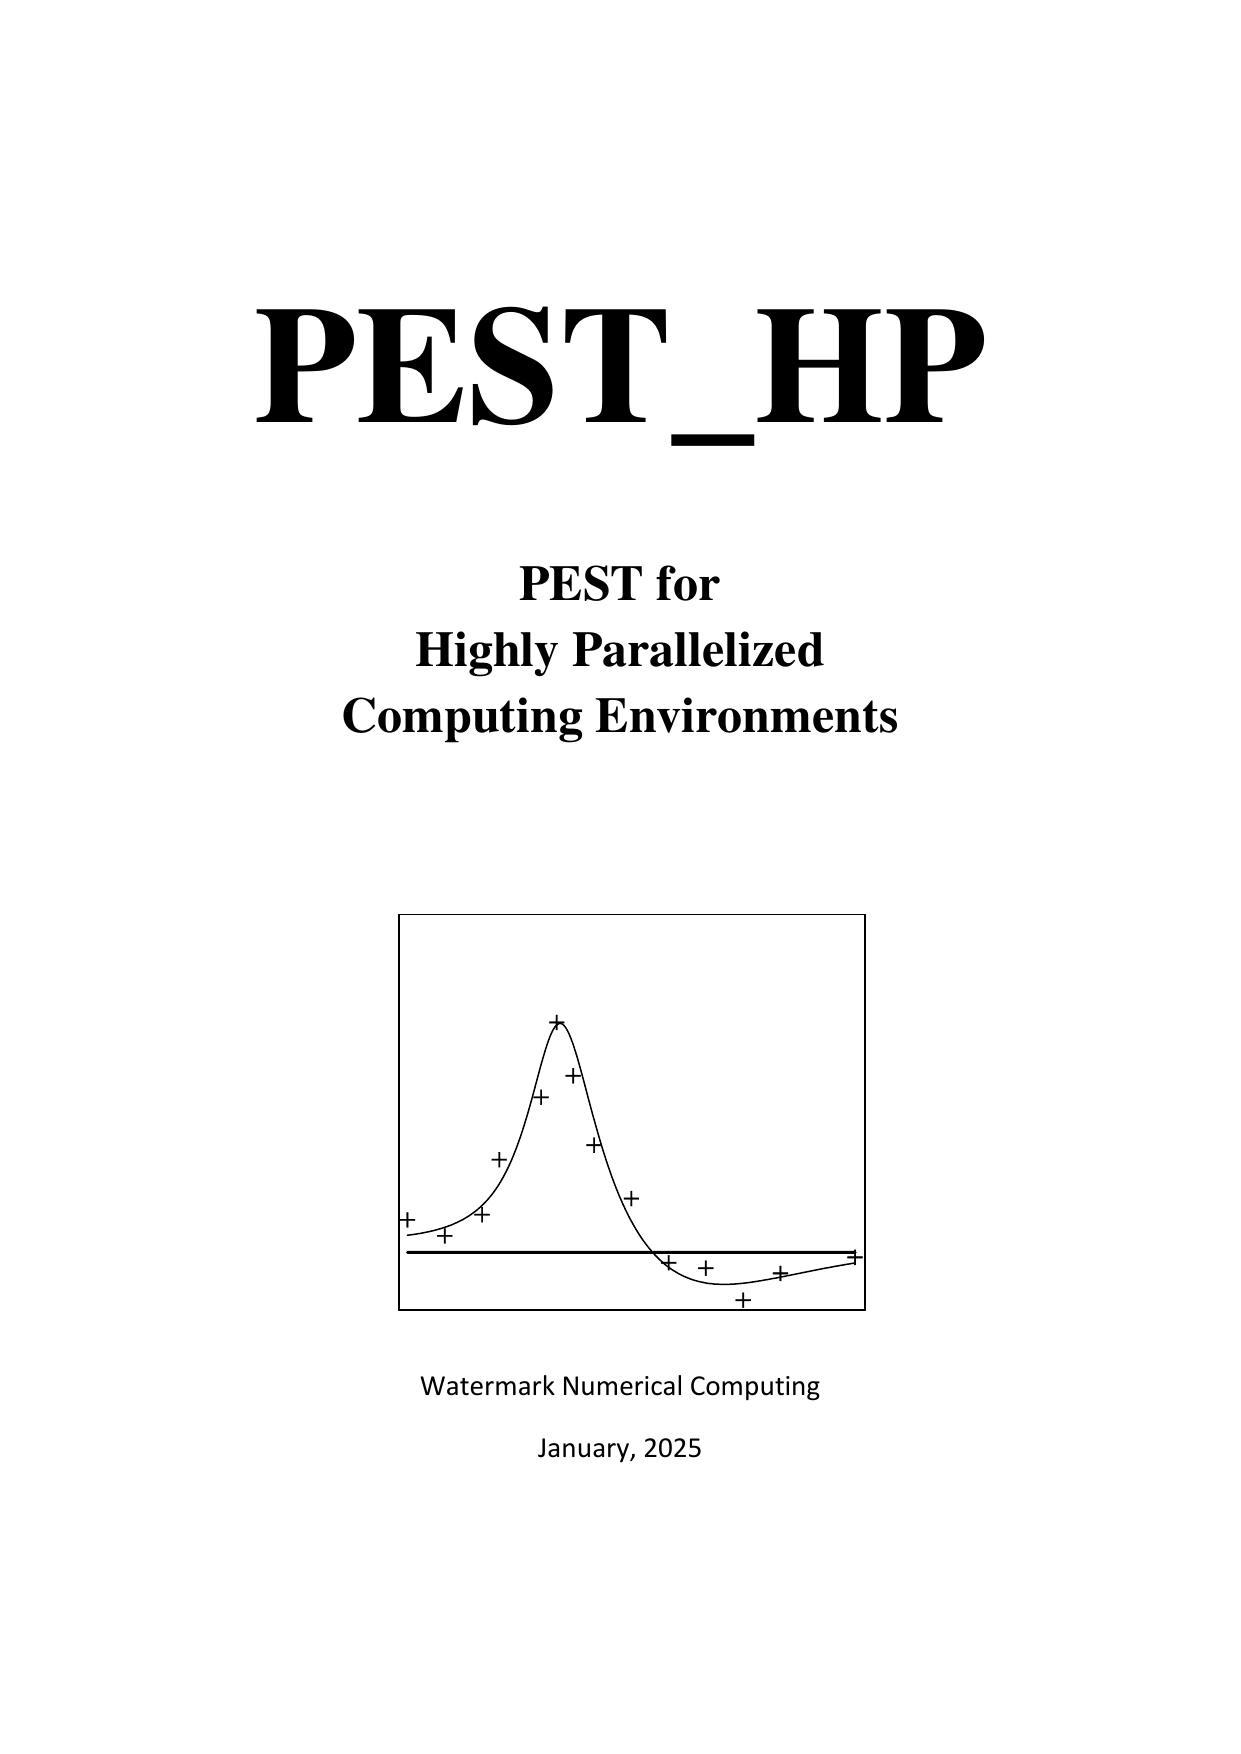 PEST_HP
PEST for
Highly Parallelized
Computing Environments
Watermark Numerical Computing
January, 2025